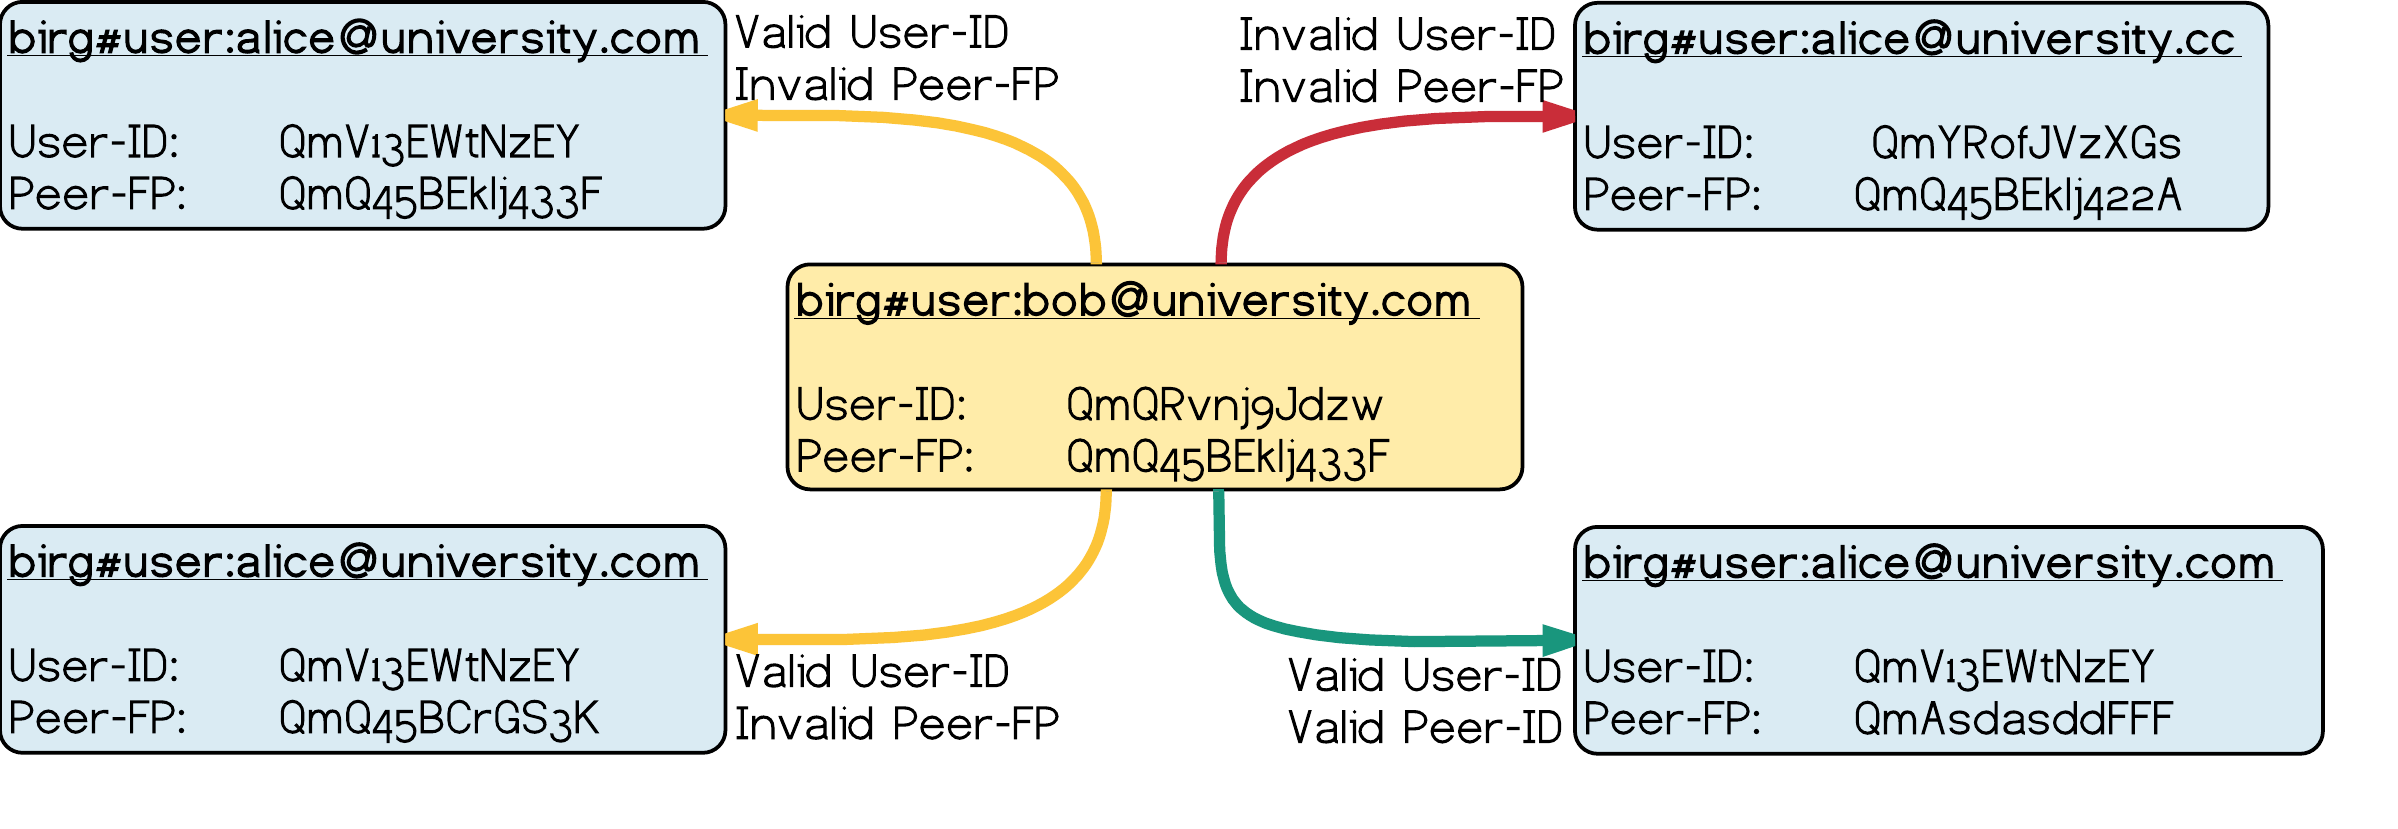 birg#user:alice@university.com
User-ID: QmV13EWtNzEY
Peer-FP: QmQ45BEkIj433F
Valid User-ID
Invalid Peer-FP
Invalid User-ID
Invalid Peer-FP
birg#user:alice@university.cc
User-ID: QmYRofJVzXGs
Peer-FP: QmQ45BEkIj422A
birg#user:bob@university.com
User-ID: QmQRvnj9Jdzw
Peer-FP: QmQ45BEkIj433F
birg#user:alice@university.com
User-ID: QmV13EWtNzEY
Peer-FP: QmQ45BCrGS3K
Valid User-ID
Invalid Peer-FP
Valid User-ID
Valid Peer-ID
birg#user:alice@university.com
User-ID: QmV13EWtNzEY
Peer-FP: QmAsdasddFFF